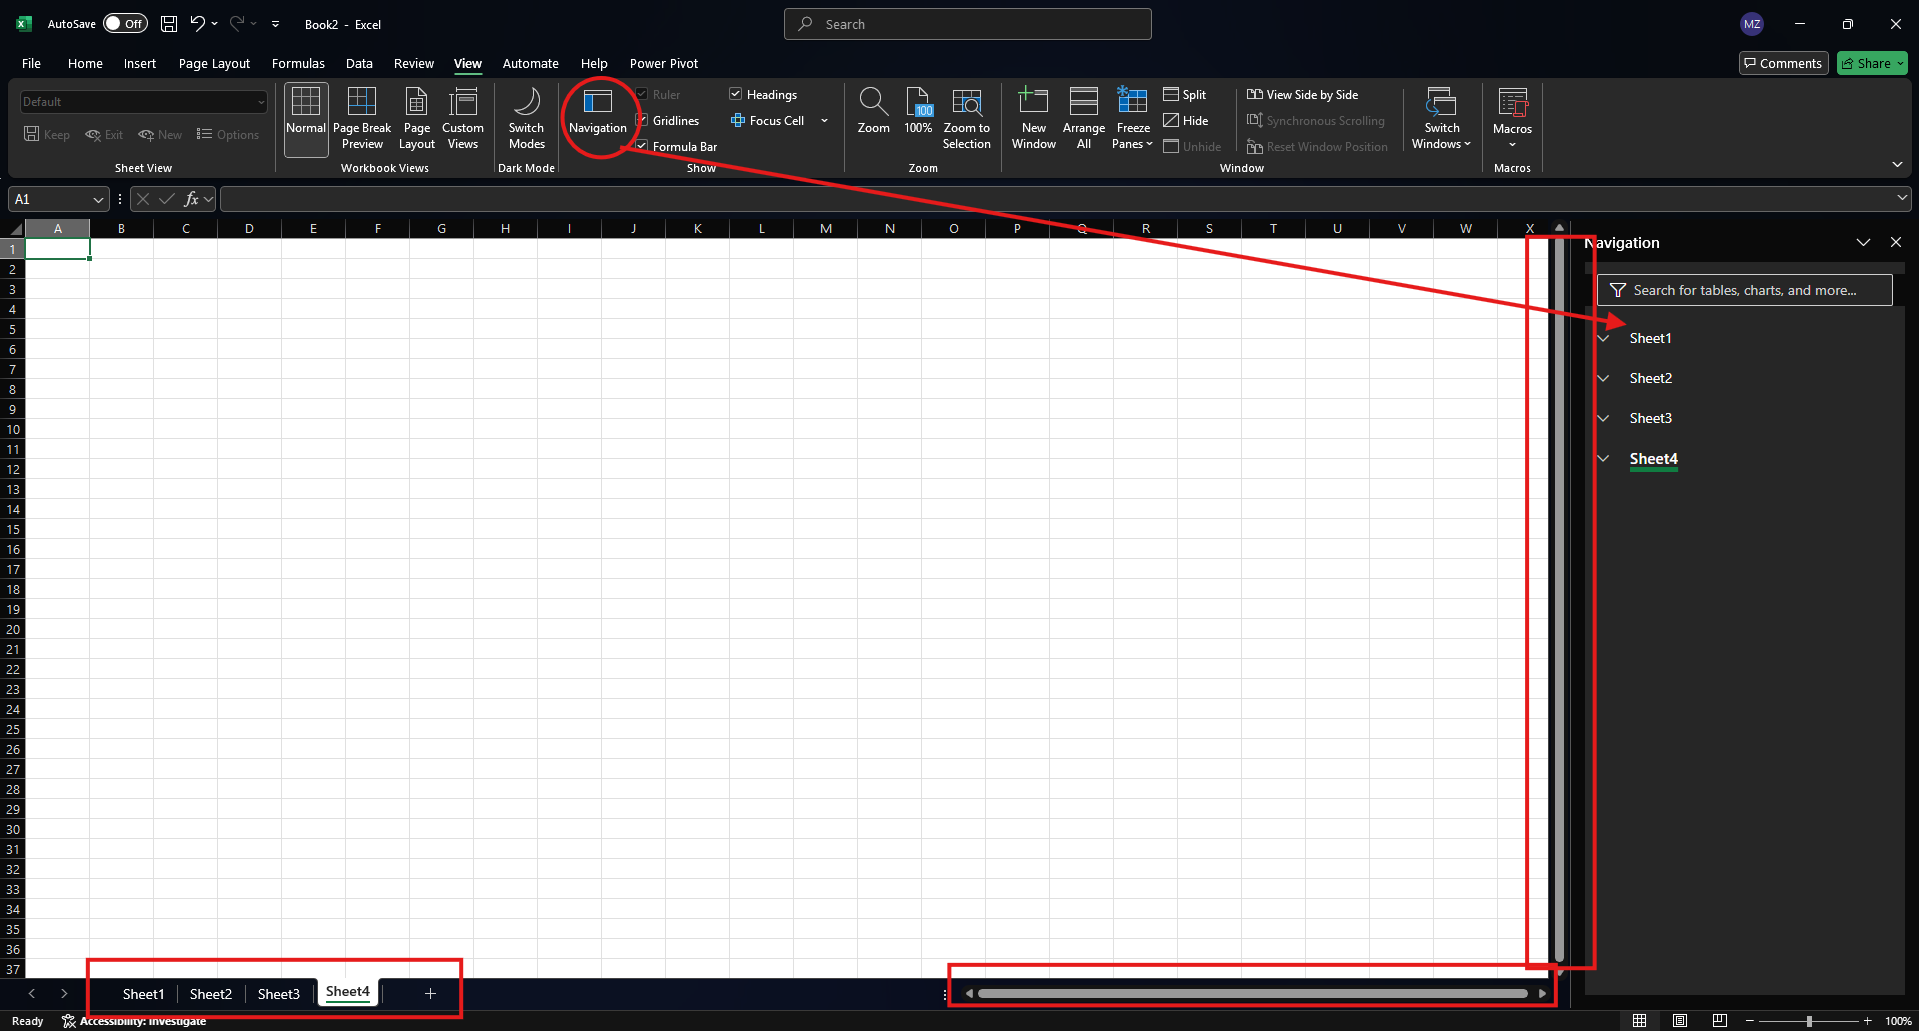 AutoSave Off Book2 - Excel Search MZ
File Home Insert Page Layout Formulas Data Review View Automate Help Power Pivot Comments Share
Default
Keep Exit New Options
Sheet View
Normal
Page Break Preview
Page Layout
Custom Views
Workbook Views
Switch Modes
Dark Mode
Navigation
Ruler
Gridlines
Formula Bar
Headings
Focus Cell
Show
Zoom
100
100%
Zoom to Selection
Zoom
New Window
Arrange All
Freeze Panes
Split
Hide
Unhide
View Side by Side
Synchronous Scrolling
Reset Window Position
Switch Windows
Window
Macros
Macros
A1 fx
A B C D E F G H I J K L M N O P Q R S T U V W X
1
2
3
4
5
6
7
8
9
10
11
12
13
14
15
16
17
18
19
20
21
22
23
24
25
26
27
28
29
30
31
32
33
34
35
36
37
Navigation
Search for tables, charts, and more...
Sheet1
Sheet2
Sheet3
Sheet4
Sheet1 Sheet2 Sheet3 Sheet4 +
Ready Accessibility: Investigate 100%